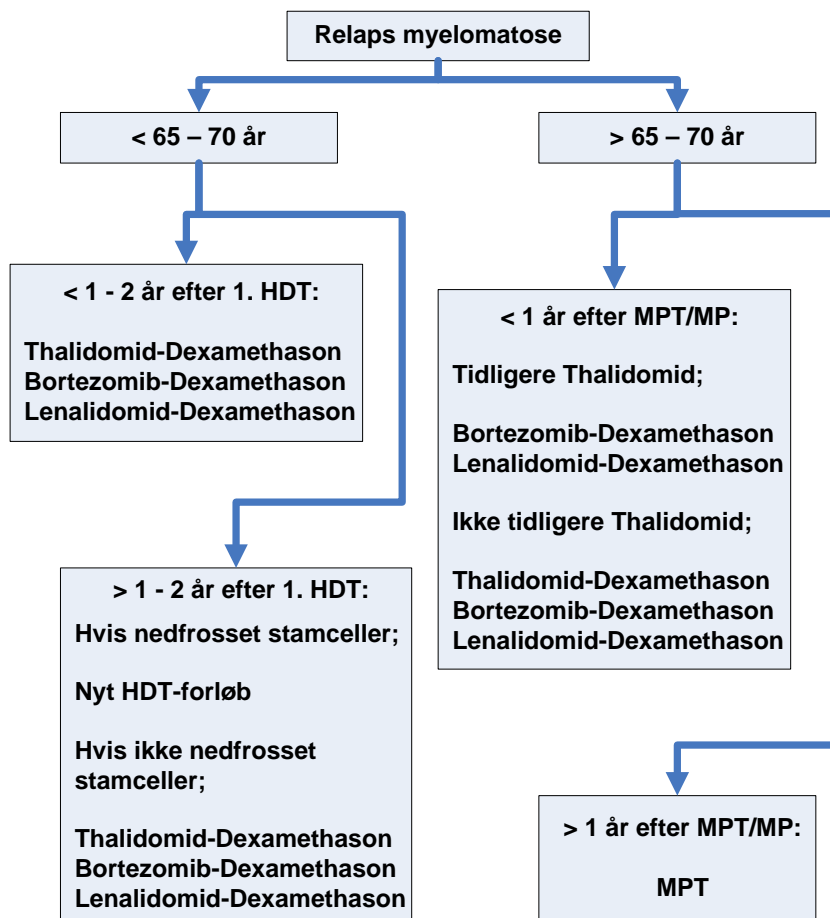 Relaps myelomatose
< 65 – 70 år
> 65 – 70 år
< 1 - 2 år efter 1. HDT:
Thalidomid-Dexamethason
Bortezomib-Dexamethason
Lenalidomid-Dexamethason
< 1 år efter MPT/MP:
Tidligere Thalidomid;
Bortezomib-Dexamethason
Lenalidomid-Dexamethason
Ikke tidligere Thalidomid;
Thalidomid-Dexamethason
Bortezomib-Dexamethason
Lenalidomid-Dexamethason
> 1 - 2 år efter 1. HDT:
Hvis nedfrosset stamceller;
Nyt HDT-forløb
Hvis ikke nedfrosset
stamceller;
Thalidomid-Dexamethason
Bortezomib-Dexamethason
Lenalidomid-Dexamethason
> 1 år efter MPT/MP:
MPT